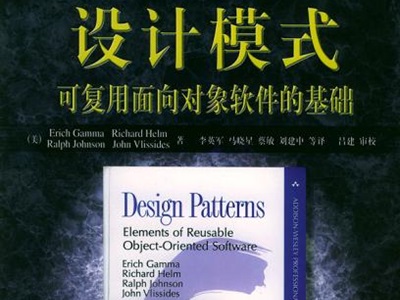 设计模式
可复用面向对象软件的基础
(美) Erich Gamma Richard Helm 著 李英军 马晓星 蔡敏 刘建中 等译 吕建 审校
Ralph Johnson John Vlissides
Design Patterns
Elements of Reusable
Object-Oriented Software
Erich Gamma
Richard Helm
Ralph Johnson
John Vlissides
ADDISON-WESLEY PROFESSION